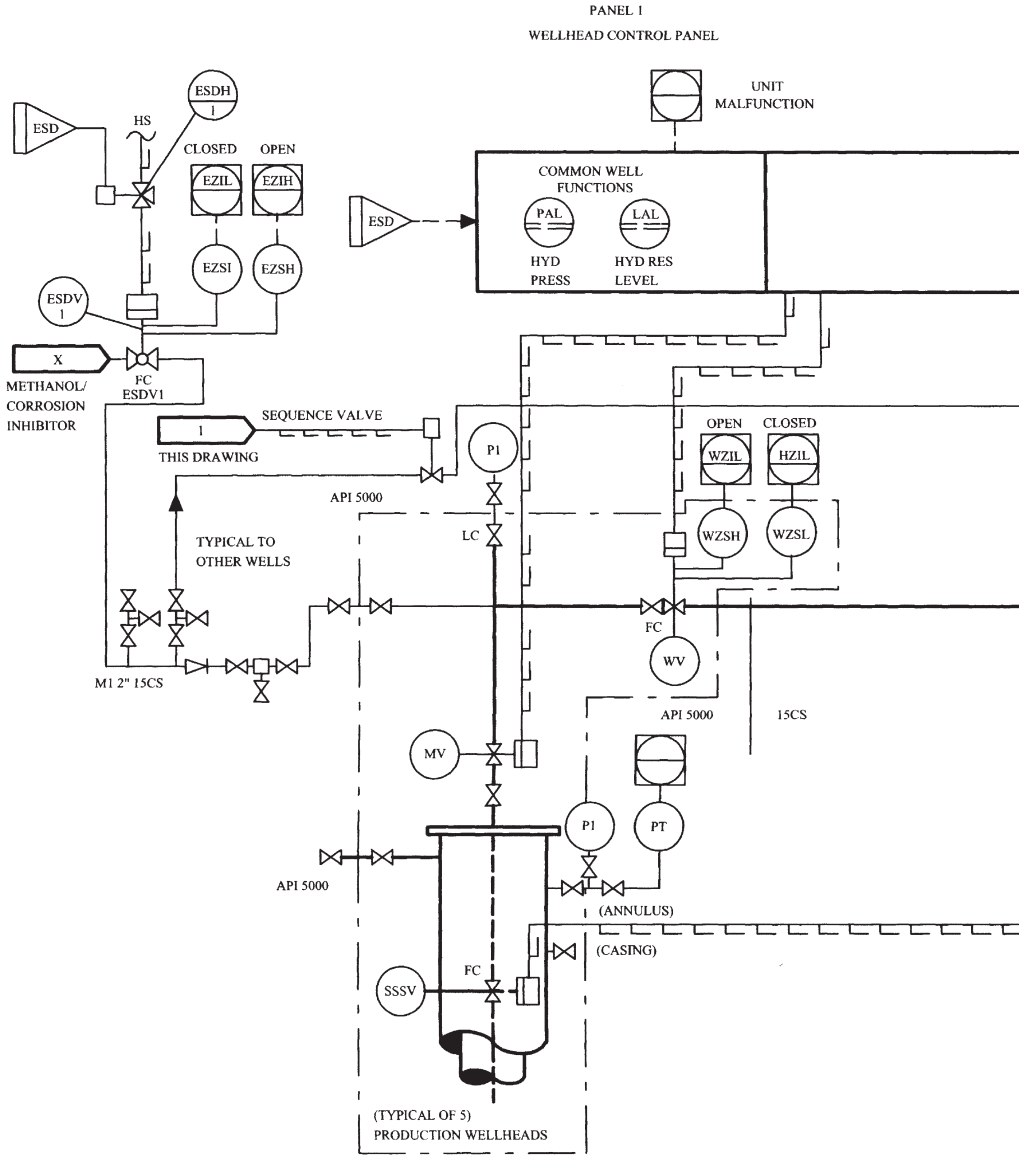 PANEL 1
WELLHEAD CONTROL PANEL
UNIT
MALFUNCTION
ESDH
1
ESD
HS
CLOSED
OPEN
EZIL
EZIH
COMMON WELL
FUNCTIONS
PAL
LAL
ESD
HYD
PRESS
HYD RES
LEVEL
EZSI
EZSH
ESDV
1
X
FC
ESDV1
METHANOL/
CORROSION
INHIBITOR
SEQUENCE VALVE
1
THIS DRAWING
P1
OPEN
CLOSED
WZIL
HZIL
API 5000
LC
WZSH
WZSL
TYPICAL TO
OTHER WELLS
FC
WV
M1 2" 15CS
API 5000
15CS
MV
P1
PT
API 5000
(ANNULUS)
(CASING)
FC
SSSV
(TYPICAL OF 5)
PRODUCTION WELLHEADS